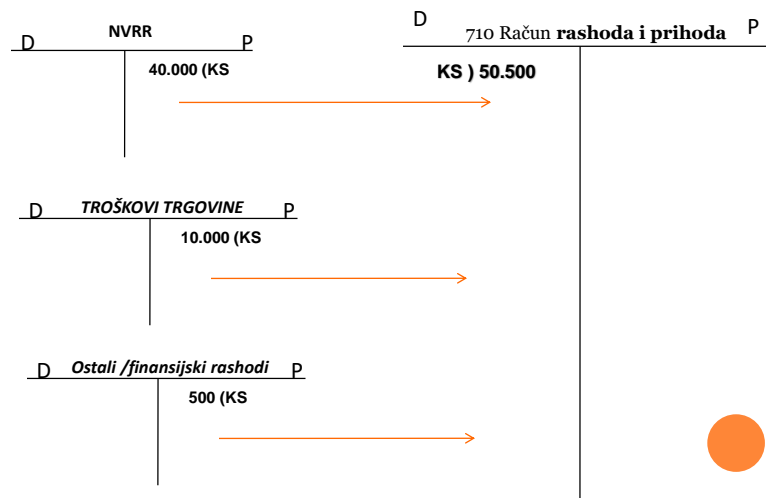 D NVRR P
40.000 (KS
D 710 Račun rashoda i prihoda P
KS ) 50.500
D TROŠKOVI TRGOVINE P
10.000 (KS
D Ostali /finansijski rashodi P
500 (KS